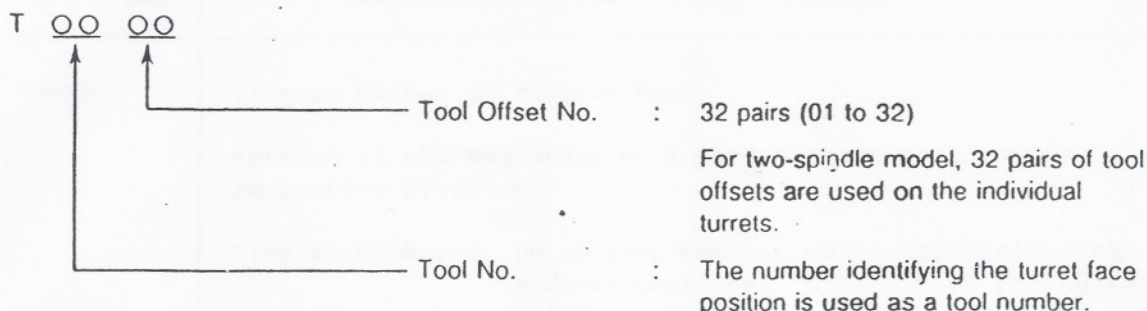 T OO OO
Tool Offset No. : 32 pairs (01 to 32)
For two-spindle model, 32 pairs of tool
offsets are used on the individual
turrets.
Tool No. : The number identifying the turret face
position is used as a tool number.